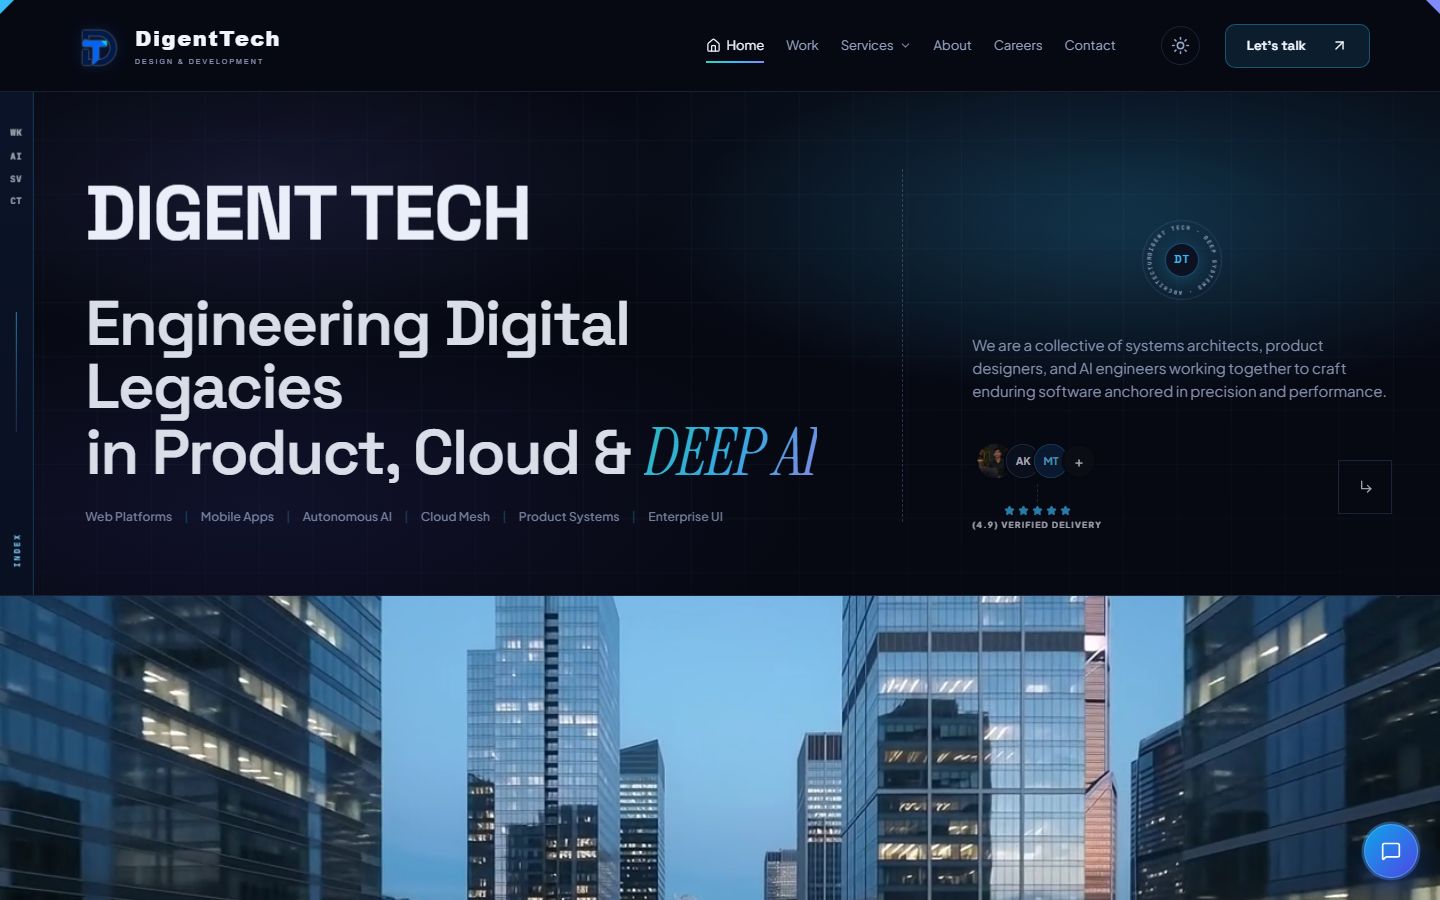 DigentTech
DESIGN & DEVELOPMENT
Home
Work
Services
About
Careers
Contact
Let's talk
WK
AI
SV
CT
INDEX
DIGENT TECH
Engineering Digital
Legacies
in Product, Cloud & DEEP AI
Web Platforms | Mobile Apps | Autonomous AI | Cloud Mesh | Product Systems | Enterprise UI
DT
We are a collective of systems architects, product
designers, and AI engineers working together to craft
enduring software anchored in precision and performance.
AK
MT
+
(4.9) VERIFIED DELIVERY